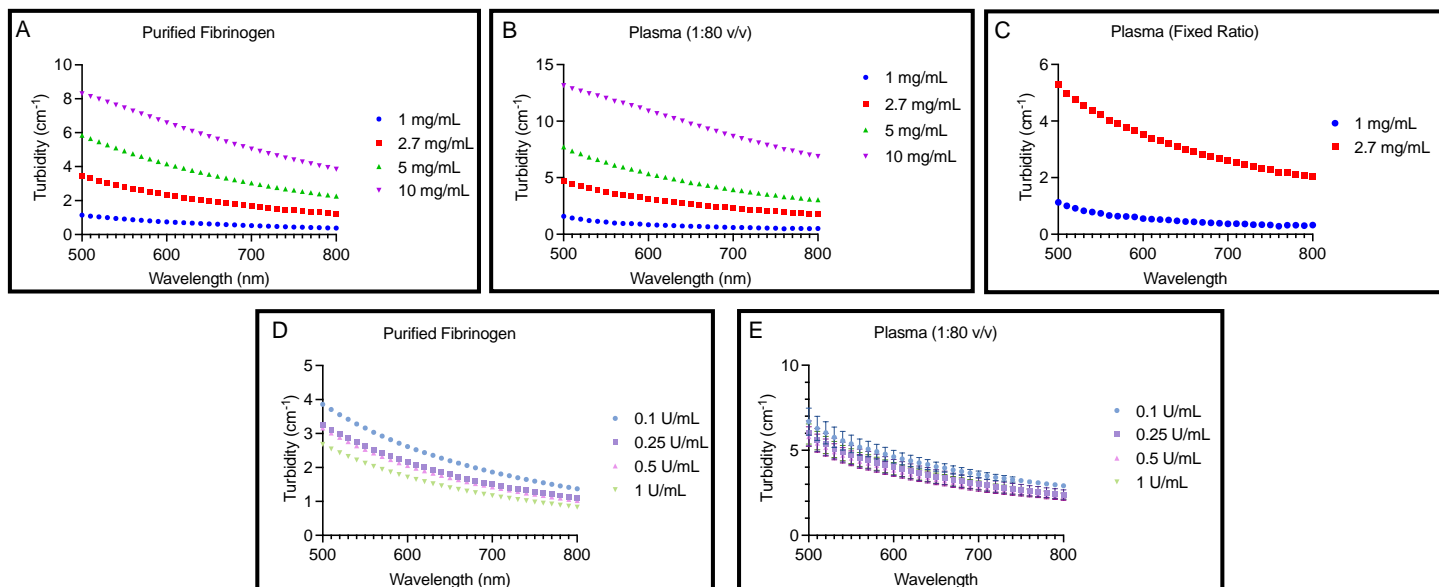 A
Purified Fibrinogen
Turbidity (cm⁻¹)
10
8
6
4
2
0
500
600
700
800
Wavelength (nm)
1 mg/mL
2.7 mg/mL
5 mg/mL
10 mg/mL
B
Plasma (1:80 v/v)
Turbidity (cm⁻¹)
15
10
5
0
500
600
700
800
Wavelength (nm)
1 mg/mL
2.7 mg/mL
5 mg/mL
10 mg/mL
C
Plasma (Fixed Ratio)
Turbidity (cm⁻¹)
6
4
2
0
500
600
700
800
Wavelength
1 mg/mL
2.7 mg/mL
D
Purified Fibrinogen
Turbidity (cm⁻¹)
5
4
3
2
1
0
500
600
700
800
Wavelength (nm)
0.1 U/mL
0.25 U/mL
0.5 U/mL
1 U/mL
E
Plasma (1:80 v/v)
Turbidity (cm⁻¹)
10
5
0
500
600
700
800
Wavelength
0.1 U/mL
0.25 U/mL
0.5 U/mL
1 U/mL